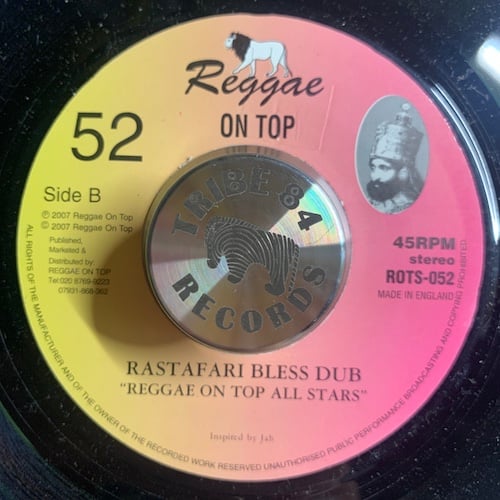 Reggae
ON TOP
52
Side B
℗ 2007 Reggae On Top
© 2007 Reggae On Top
Published,
Marketed &
Distributed by:
REGGAE ON TOP
Tel: 020 8769-9223
07931-868-962
TRIBE 84
RECORDS
45RPM
stereo
ROTS-052
MADE IN ENGLAND
RASTAFARI BLESS DUB
"REGGAE ON TOP ALL STARS"
Inspired by Jah
ALL RIGHTS OF THE MANUFACTURER AND OF THE OWNER OF THE RECORDED WORK RESERVED UNAUTHORISED PUBLIC PERFORMANCE BROADCASTING AND COPYING PROHIBITED